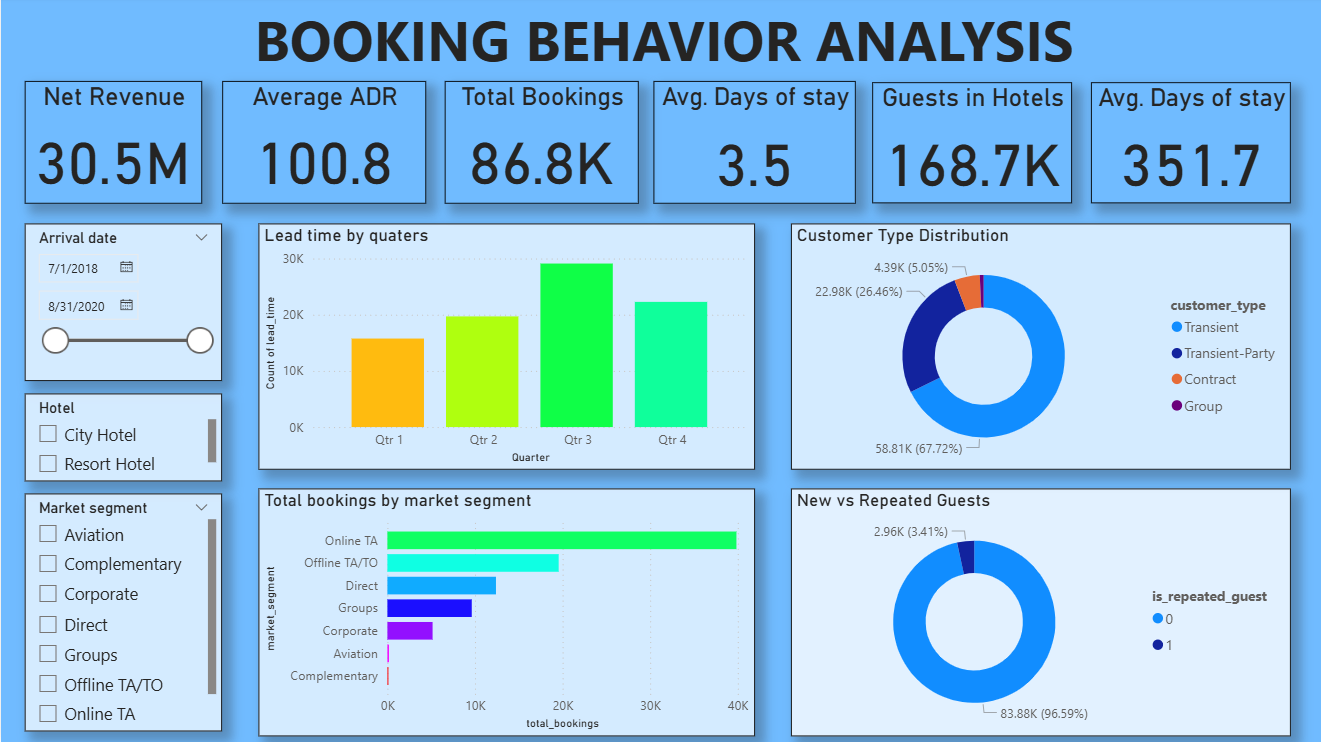 BOOKING BEHAVIOR ANALYSIS
Net Revenue
30.5M
Average ADR
100.8
Total Bookings
86.8K
Avg. Days of stay
3.5
Guests in Hotels
168.7K
Avg. Days of stay
351.7
Arrival date
7/1/2018
8/31/2020
Hotel
City Hotel
Resort Hotel
Market segment
Aviation
Complementary
Corporate
Direct
Groups
Offline TA/TO
Online TA
Lead time by quaters
Count of lead_time
30K
20K
10K
0K
Qtr 1
Qtr 2
Qtr 3
Qtr 4
Quarter
Customer Type Distribution
4.39K (5.05%)
22.98K (26.46%)
58.81K (67.72%)
customer_type
Transient
Transient-Party
Contract
Group
Total bookings by market segment
market_segment
Online TA
Offline TA/TO
Direct
Groups
Corporate
Aviation
Complementary
0K
10K
20K
30K
40K
total_bookings
New vs Repeated Guests
2.96K (3.41%)
83.88K (96.59%)
is_repeated_guest
0
1